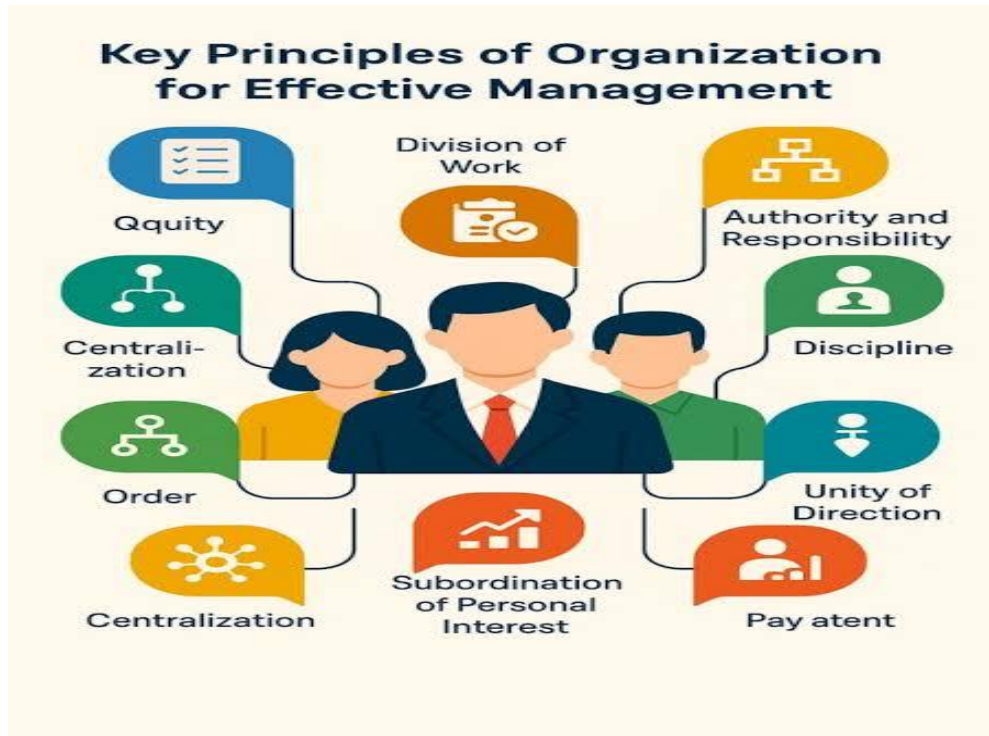 Key Principles of Organization
for Effective Management
Division of
Work
Qquity
Authority and
Responsibility
Centrali-
zation
Discipline
Order
Unity of
Direction
Subordination
of Personal
Interest
Centralization
Pay atent